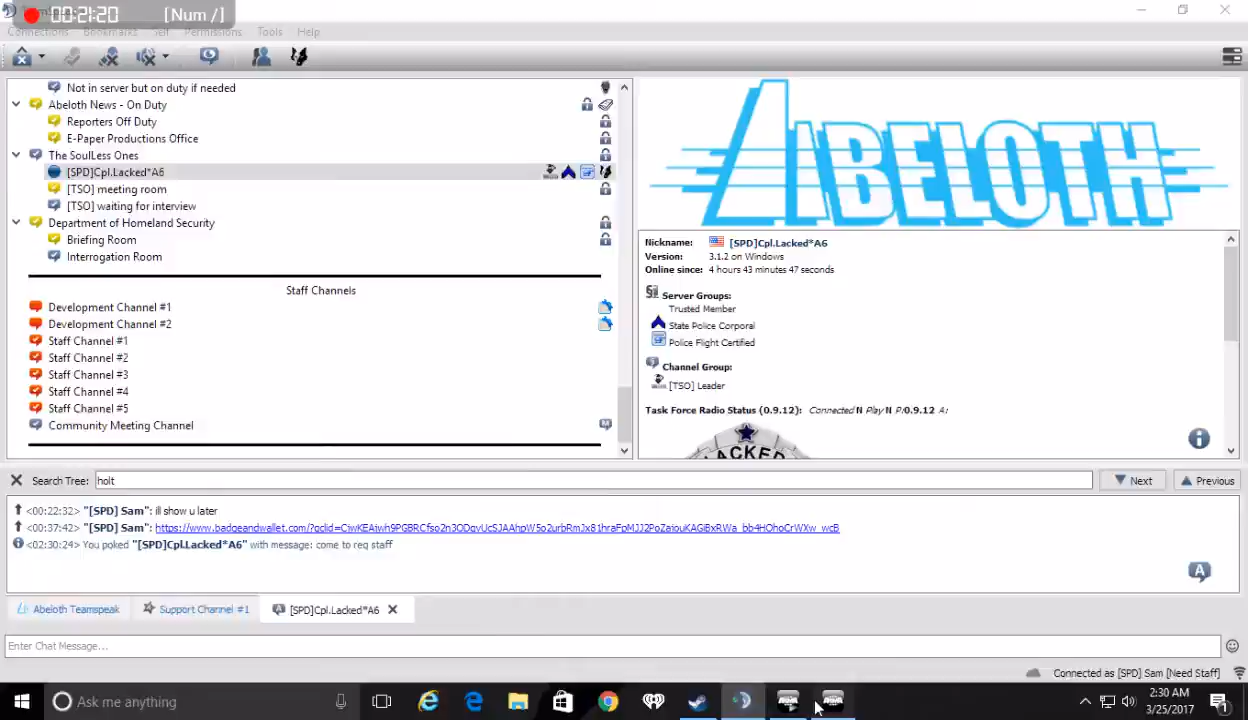 00:21:20 [Num /]
Connections Bookmarks Self Permissions Tools Help
Not in server but on duty if needed
Abeloth News - On Duty
Reporters Off Duty
E-Paper Productions Office
The SoulLess Ones
[SPD]Cpl.Lacked*A6
[TSO] meeting room
[TSO] waiting for interview
Department of Homeland Security
Briefing Room
Interrogation Room
Staff Channels
Development Channel #1
Development Channel #2
Staff Channel #1
Staff Channel #2
Staff Channel #3
Staff Channel #4
Staff Channel #5
Community Meeting Channel
ABELOTH
Nickname: [SPD]Cpl.Lacked*A6
Version: 3.1.2 on Windows
Online since: 4 hours 43 minutes 47 seconds
Server Groups:
Trusted Member
State Police Corporal
Police Flight Certified
Channel Group:
[TSO] Leader
Task Force Radio Status (0.9.12): Connected N Play N P:0.9.12 A:
LACKED
Search Tree: holt Next Previous
<00:22:32> "[SPD] Sam": ill show u later
<00:37:42> "[SPD] Sam":
<02:30:24> You poked "[SPD]Cpl.Lacked*A6" with message: come to req staff
Abeloth Teamspeak Support Channel #1 [SPD]Cpl.Lacked*A6
Enter Chat Message...
Connected as [SPD] Sam [Need Staff]
Ask me anything
2:30 AM
3/25/2017